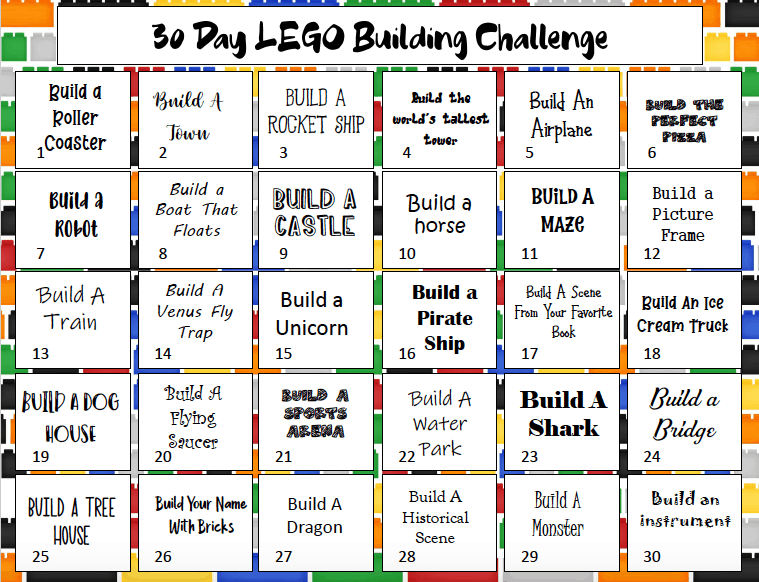 30 Day LEGO Building Challenge
Build a
Roller
Coaster
1
Build A
Town
2
BUILD A
ROCKET SHIP
3
Build the
world's tallest
tower
4
Build An
Airplane
5
BUILD THE
PERFECT
PIZZA
6
Build a
Robot
7
Build a
Boat That
Floats
8
BUILD A
CASTLE
9
Build a
horse
10
BUILD A
MAZE
11
Build a
Picture
Frame
12
Build A
Train
13
Build A
Venus Fly
Trap
14
Build a
Unicorn
15
Build a
Pirate
Ship
16
Build A Scene
From Your Favorite
Book
17
Build An Ice
Cream Truck
18
BUILD A DOG
HOUSE
19
Build A
Flying
Saucer
20
BUILD A
SPORTS
ARENA
21
Build A
Water
Park
22
Build A
Shark
23
Build a
Bridge
24
BUILD A TREE
HOUSE
25
Build Your Name
With Bricks
26
Build A
Dragon
27
Build A
Historical
Scene
28
Build A
Monster
29
Build an
instrument
30